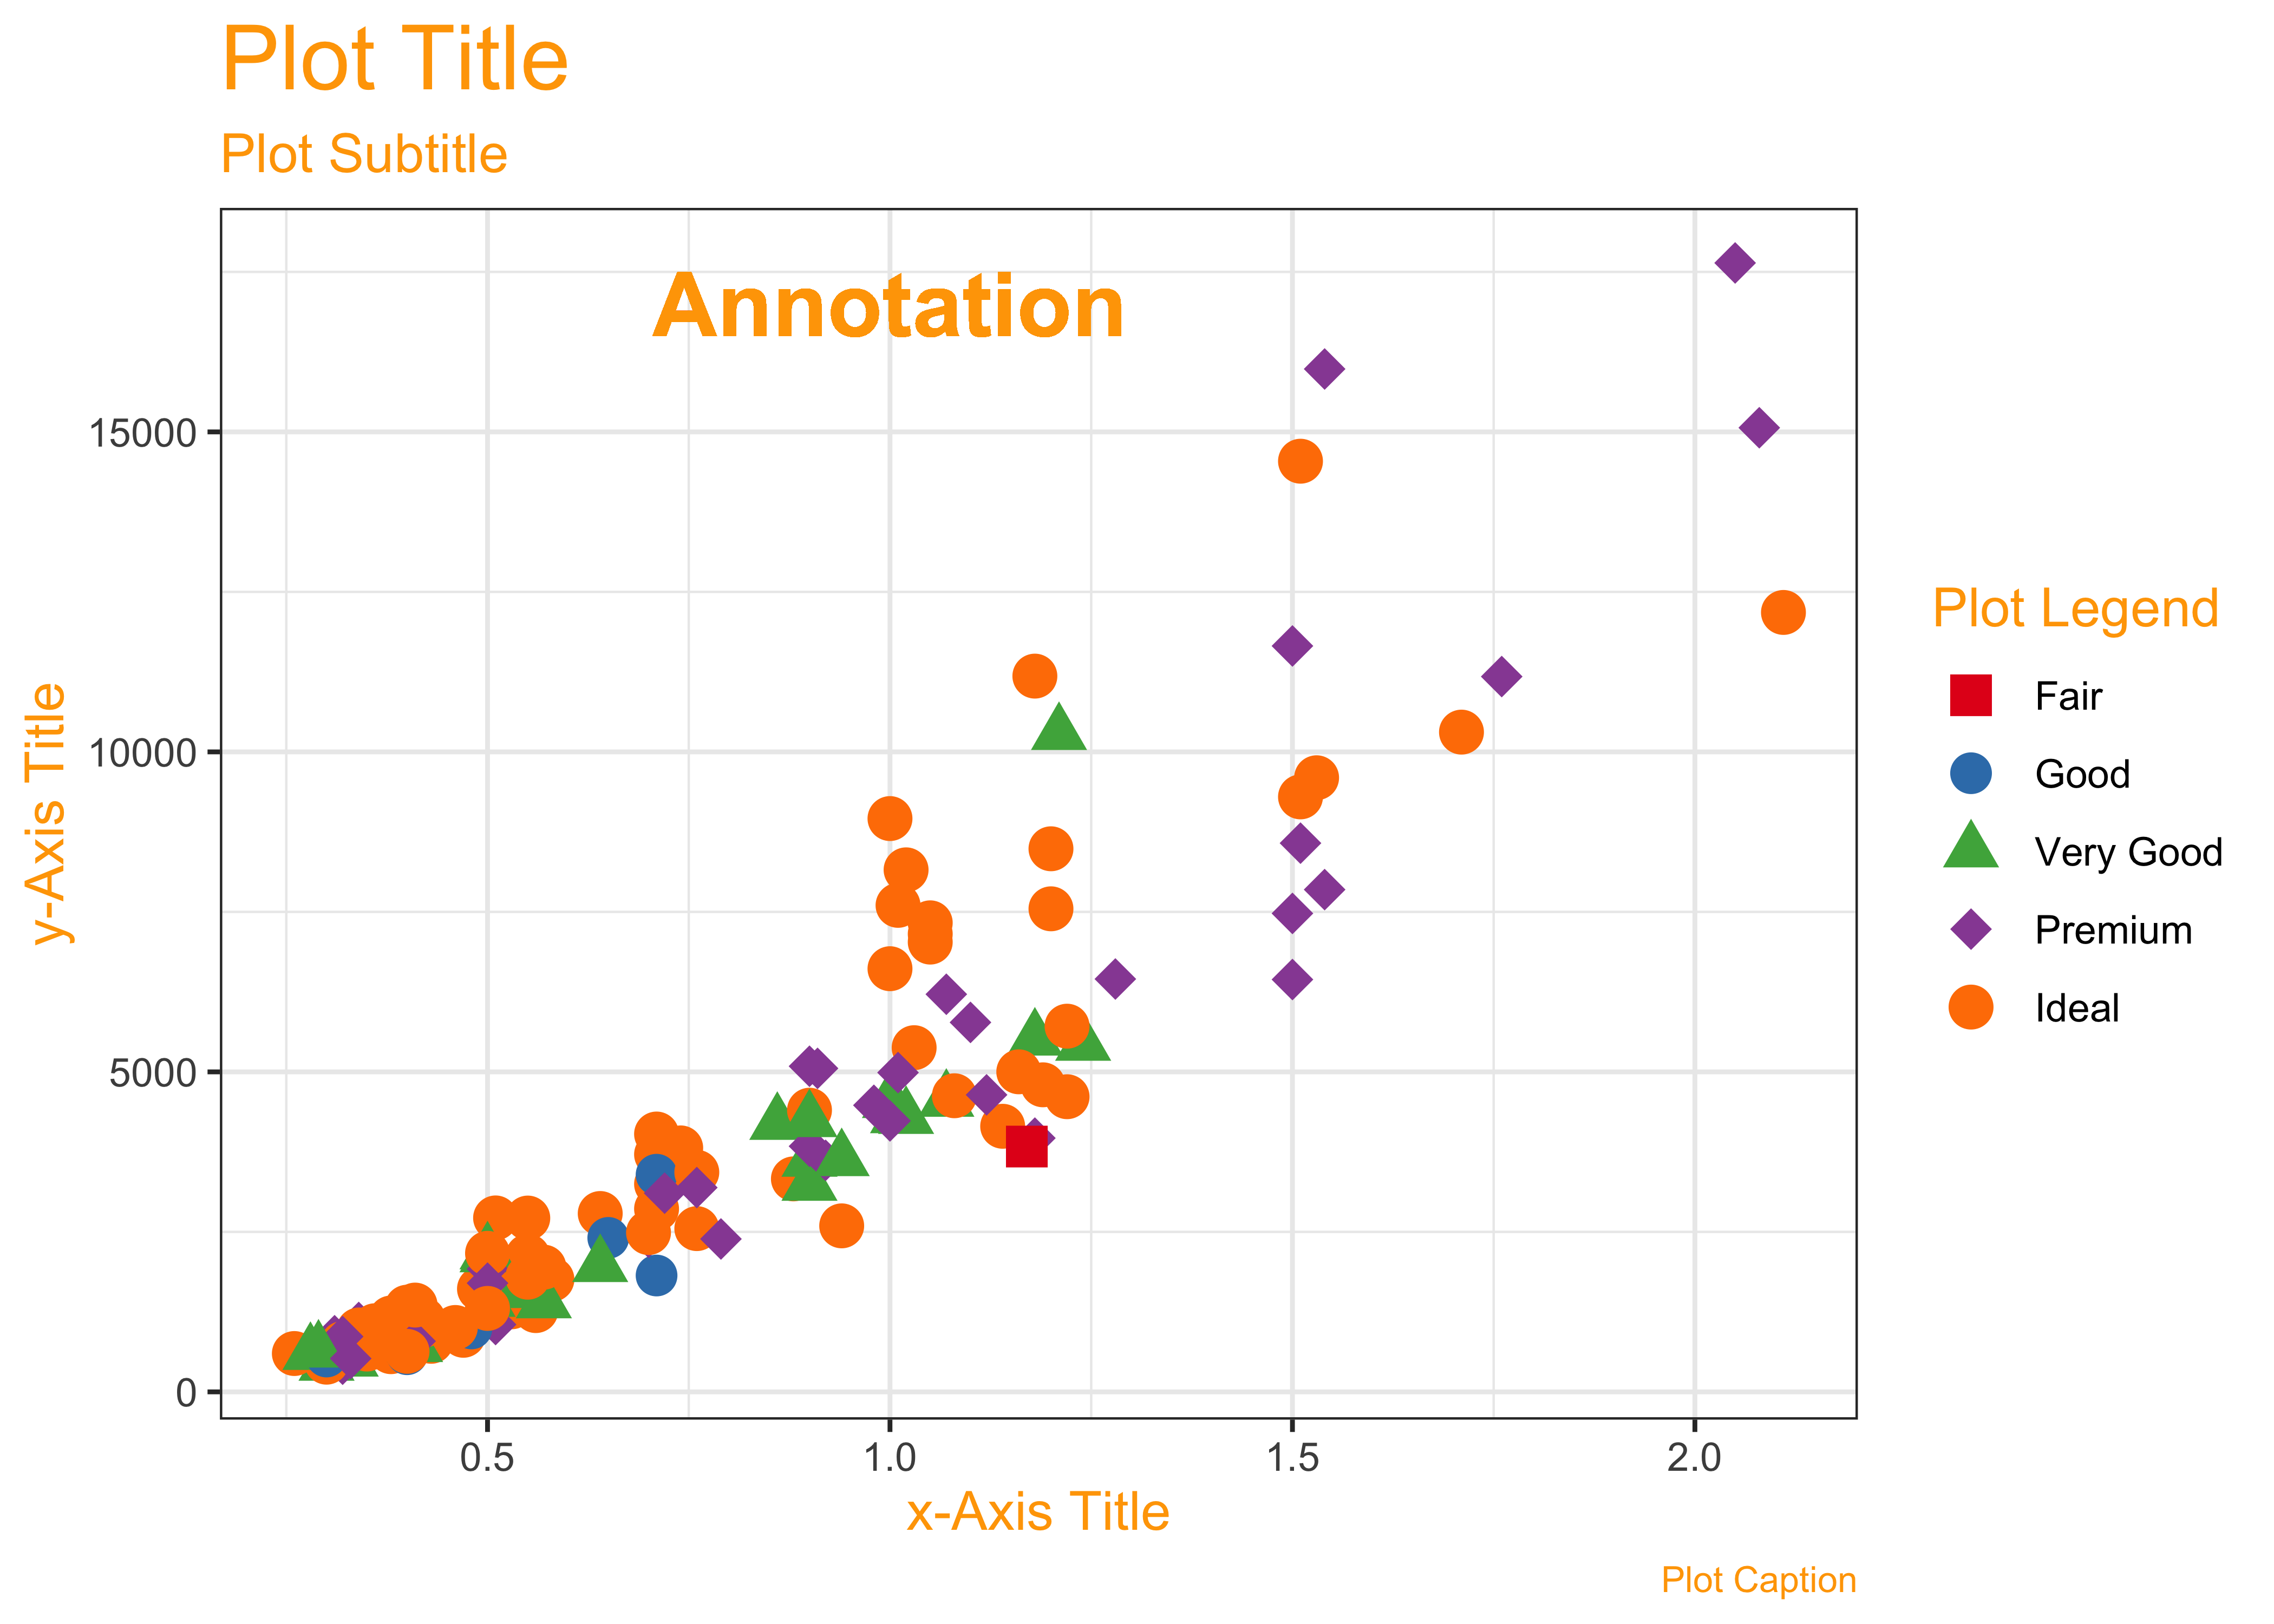 Plot Title
Plot Subtitle
Annotation
15000
10000
5000
0
y-Axis Title
0.5 1.0 1.5 2.0
x-Axis Title
Plot Legend
Fair
Good
Very Good
Premium
Ideal
Plot Caption